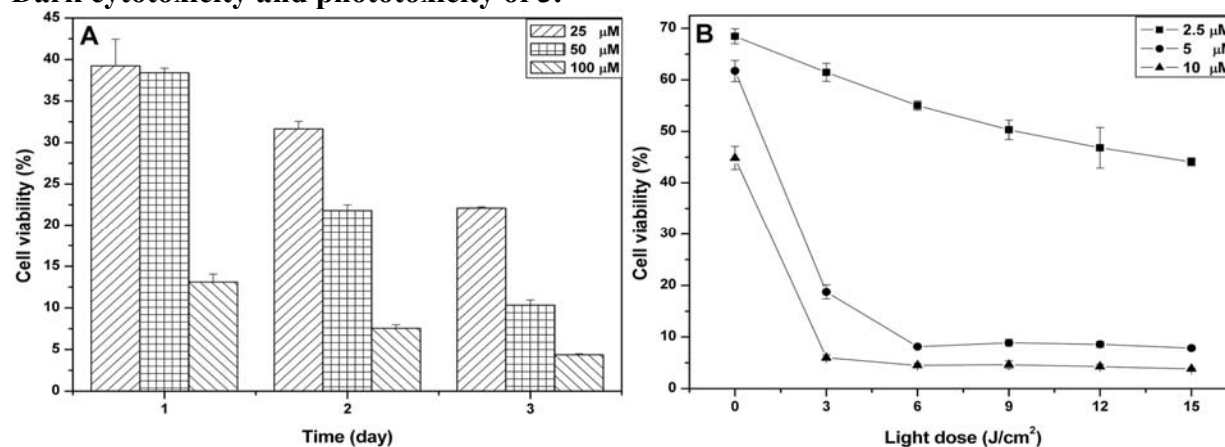 Dark cytotoxicity and phototoxicity of 3.
A
25 μM
50 μM
100 μM
Cell viability (%)
45
40
35
30
25
20
15
10
5
0
1
2
3
Time (day)
B
2.5 μM
5 μM
10 μM
Cell viability (%)
70
60
50
40
30
20
10
0
0
3
6
9
12
15
Light dose (J/cm²)